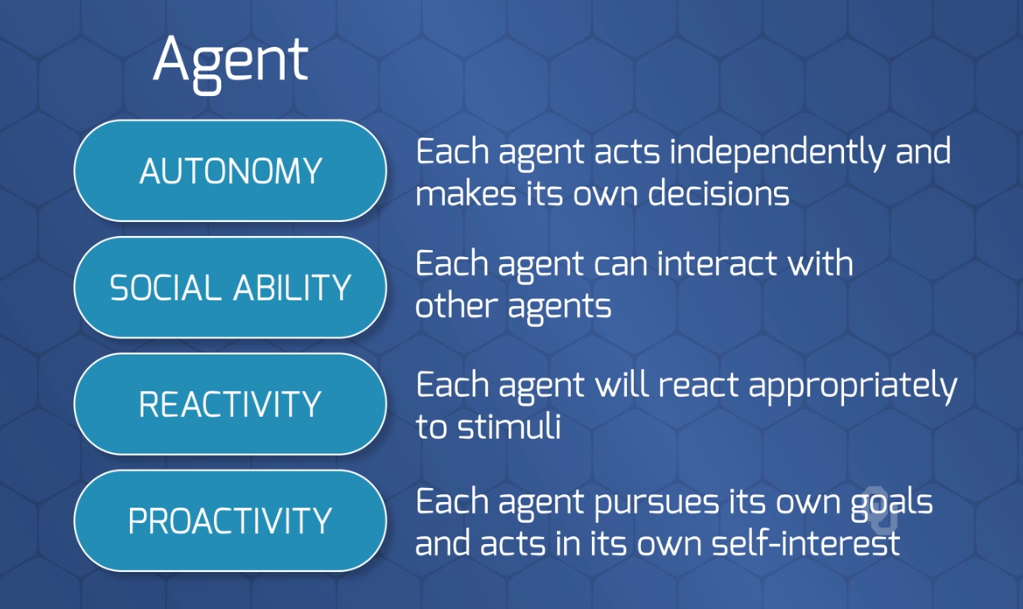 Agent
AUTONOMY
Each agent acts independently and
makes its own decisions
SOCIAL ABILITY
Each agent can interact with
other agents
REACTIVITY
Each agent will react appropriately
to stimuli
PROACTIVITY
Each agent pursues its own goals
and acts in its own self-interest